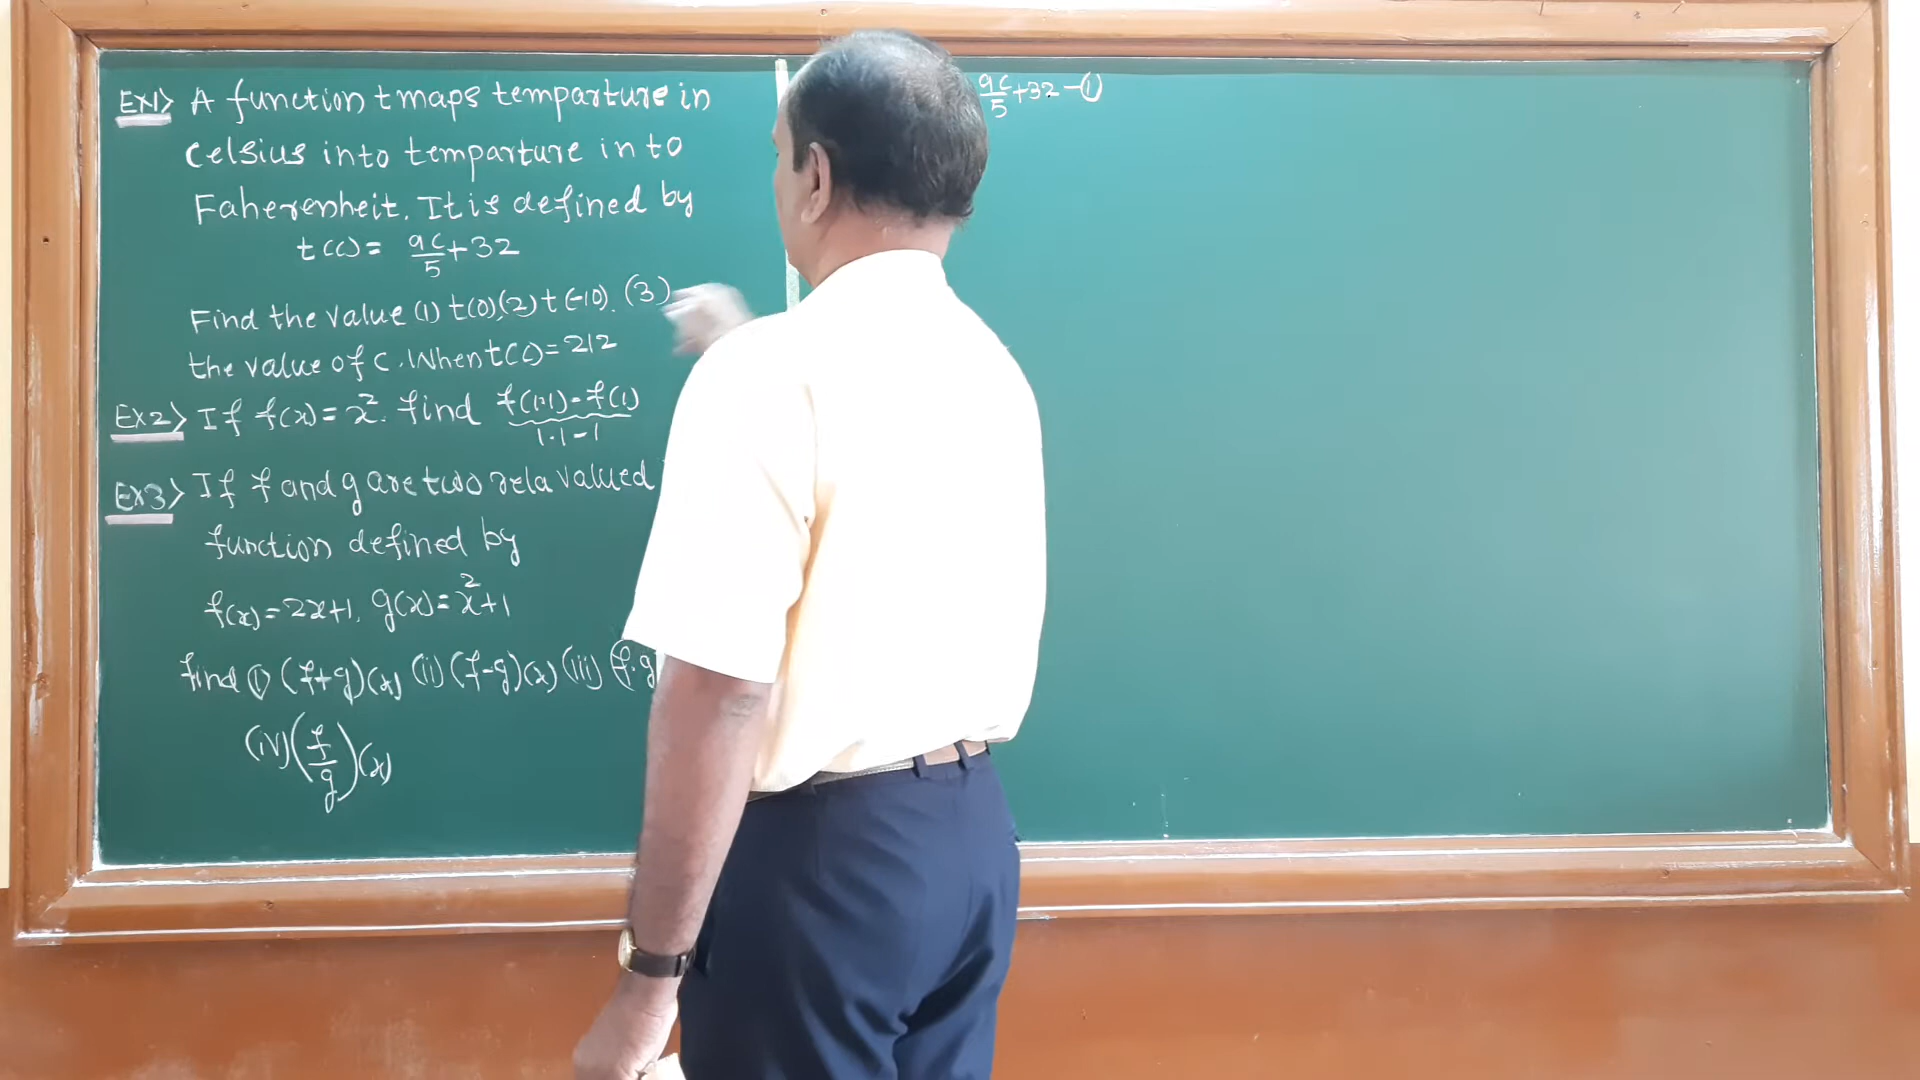 Ex1> A function t maps temparture in
Celsius into temparture in to
Faherenheit. It is defined by
t(c) = 9c/5 + 32
Find the value (1) t(0),(2) t(-10). (3)
the value of c. When t(c) = 212
Ex2> If f(x) = x². find f(1.1) - f(1) / 1.1 - 1
Ex3> If f and g are two rela valued
function defined by
f(x) = 2x+1, g(x) = x²+1
find (i) (f+g)(x) (ii) (f-g)(x) (iii) (f.g)
(iv) (f/g)(x)
9c/5 + 32 - (1)